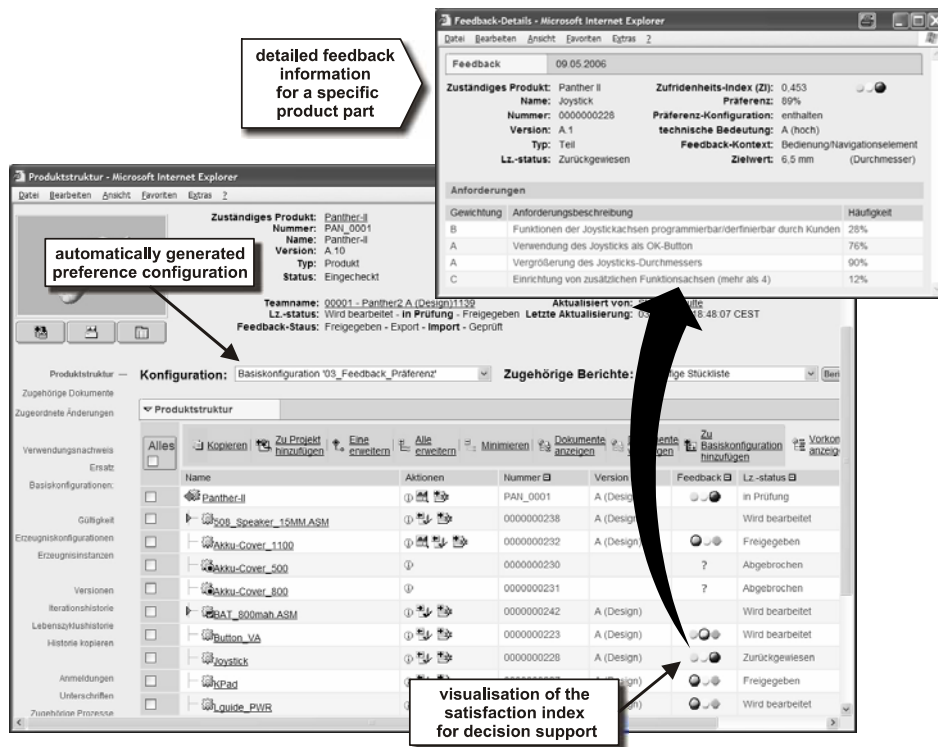 Feedback-Details - Microsoft Internet Explorer
Datei Bearbeiten Ansicht Favoriten Extras ?
Feedback 09.05.2006
Zuständiges Produkt: Panther II Zufridenheits-Index (ZI): 0,453
Name: Joystick Präferenz: 89%
Nummer: 0000000228 Präferenz-Konfiguration: enthalten
Version: A.1 technische Bedeutung: A (hoch)
Typ: Teil Feedback-Kontext: Bedienung/Navigationselement
Lz.-status: Zurückgewiesen Zielwert: 6,5 mm (Durchmesser)
Anforderungen
Gewichtung Anforderungsbeschreibung Häufigkeit
B Funktionen der Joystickachsen programmierbar/derfinierbar durch Kunden 28%
A Verwendung des Joysticks als OK-Button 76%
A Vergrößerung des Joysticks-Durchmessers 90%
C Einrichtung von zusätzlichen Funktionsachsen (mehr als 4) 12%
detailed feedback
information
for a specific
product part
Produktstruktur - Microsoft Internet Explorer
Datei Bearbeiten Ansicht Favoriten Extras ?
Zuständiges Produkt: Panther-II
Nummer: PAN_0001
Name: Panther-II
Version: A.10
Typ: Produkt
Status: Eingecheckt
automatically generated
preference configuration
Teamname: 00001 - Panther2 A (Design)1139 Aktualisiert von:
Lz.-status: Wird bearbeitet - in Prüfung - Freigegeben Letzte Aktualisierung: 18:48:07 CEST
Feedback-Staus: Freigegeben - Export - Import - Geprüft
Produktstruktur
Zugehörige Dokumente
Zugeordnete Änderungen
Verwendungsnachweis
Ersatz
Basiskonfigurationen:
Gültigkeit
Erzeugniskonfigurationen
Erzeugnisinstanzen
Versionen
Iterationshistorie
Lebenszyklushistorie
Historie kopieren
Anmeldungen
Unterschriften
Zugehörige Prozesse
Konfiguration: Basiskonfiguration '03_Feedback_Präferenz' Zugehörige Berichte: Stückliste
Produktstruktur
Alles Kopieren Zu Projekt hinzufügen Eine erweitern Alle erweitern Minimieren Dokumente anzeigen Zu Basiskonfiguration hinzufügen
Name Aktionen Nummer Version Feedback Lz.-status
Panther-II PAN_0001 A (Design) in Prüfung
508_Speaker_15MM.ASM 0000000238 A (Design) Wird bearbeitet
Akku-Cover_1100 0000000232 A (Design) Freigegeben
Akku-Cover_500 0000000230 ? Abgebrochen
Akku-Cover_800 0000000231 ? Abgebrochen
BAT_800mah.ASM 0000000242 A (Design) Wird bearbeitet
Button_VA 0000000223 A (Design) Wird bearbeitet
Joystick 0000000228 A (Design) Zurückgewiesen
KPad Freigegeben
Lguide_PWR Wird bearbeitet
visualisation of the
satisfaction index
for decision support